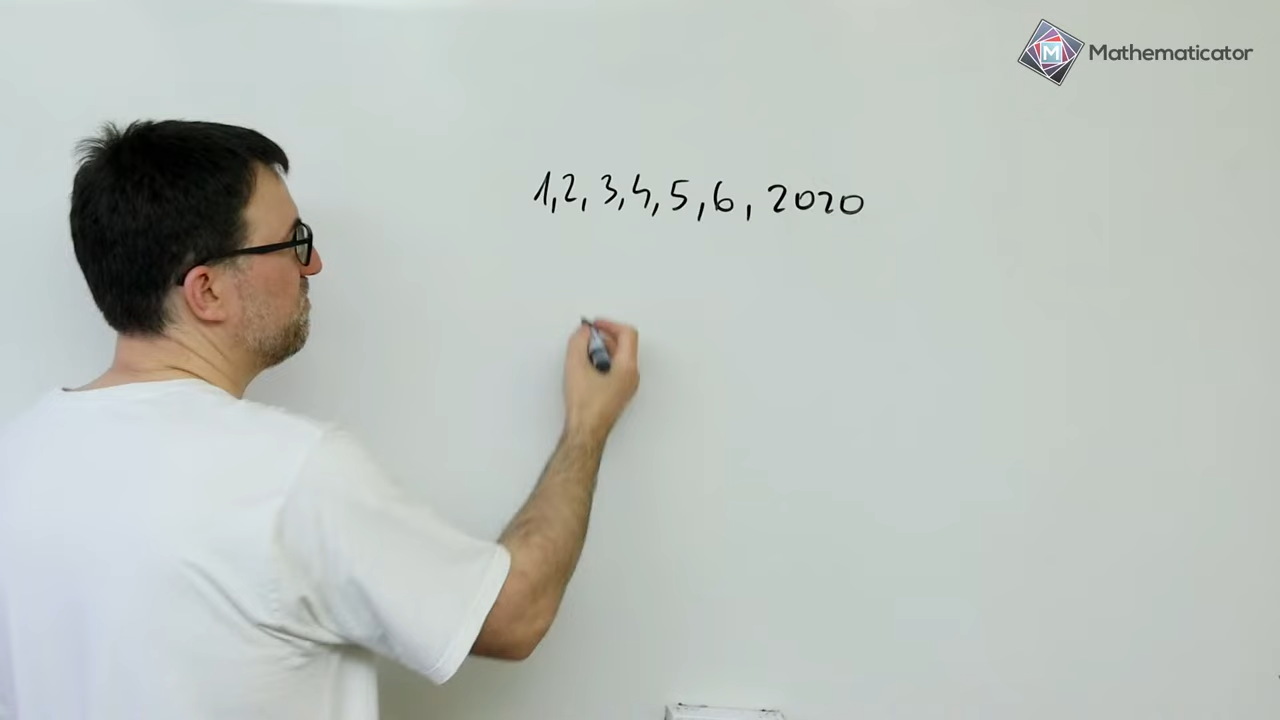 Mathematicator
1, 2, 3, 4, 5, 6, 2020